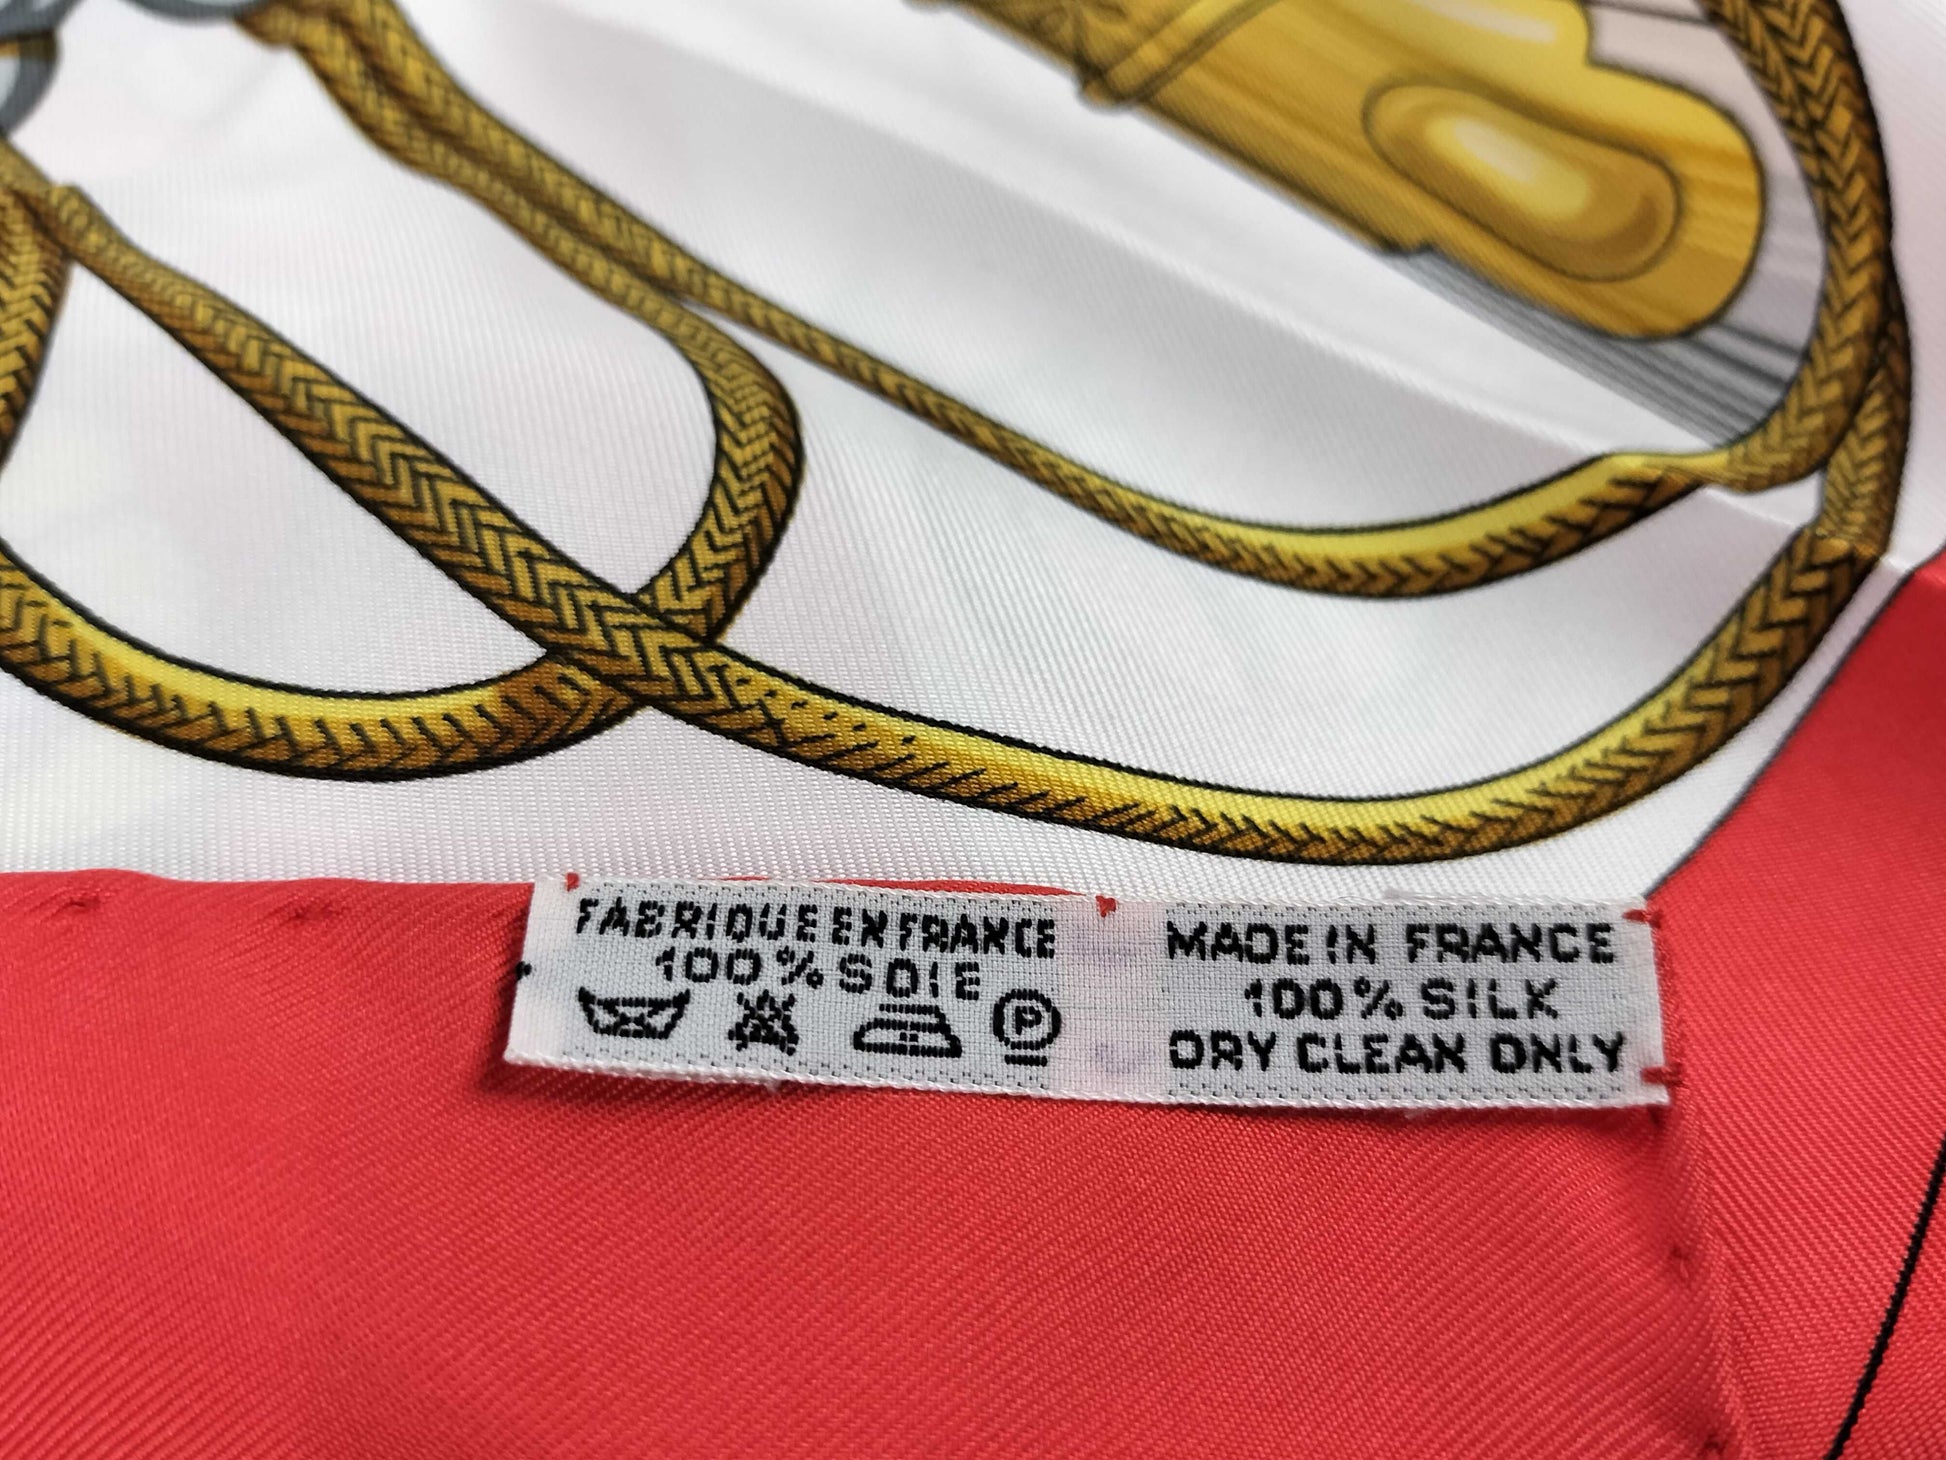 FABRIQUE EN FRANCE
100% SOIE
P
MADE IN FRANCE
100% SILK
DRY CLEAN ONLY